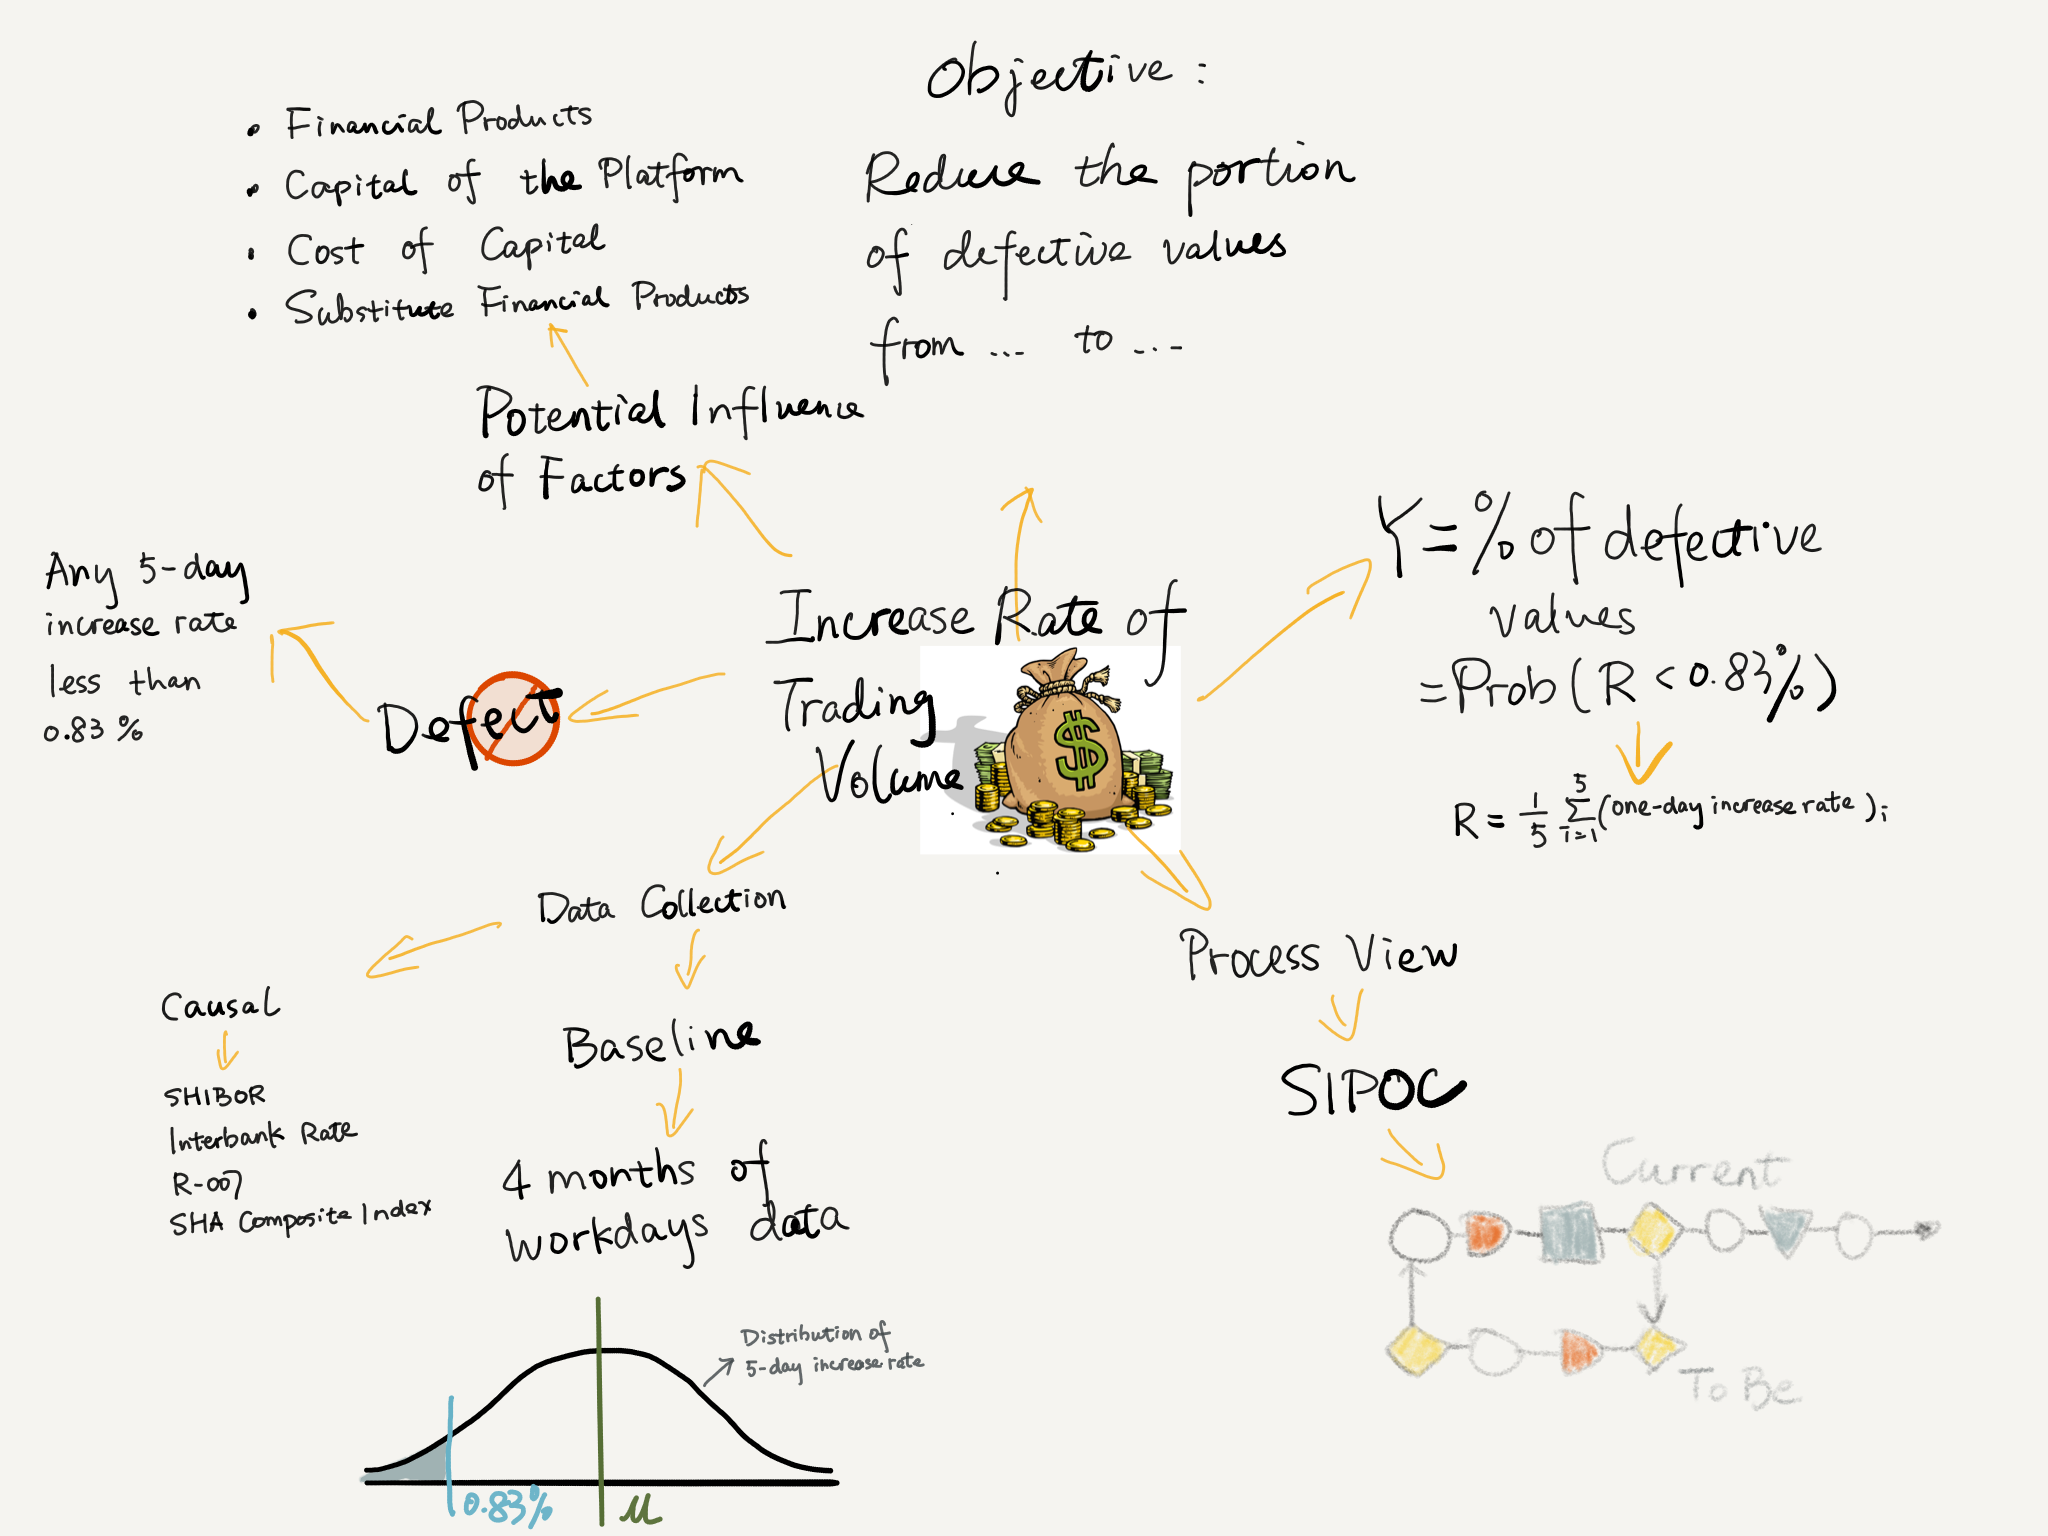 Objective :
Reduce the portion
of defective values
from ... to ...
• Financial Products
• Capital of the Platform
• Cost of Capital
• Substitute Financial Products
Potential Influence
of Factors
Any 5-day
increase rate
less than
0.83 %
Defect
Increase Rate of
Trading
Volume
$
Y = % of defective
values
= Prob ( R < 0.83% )
R = 1/5 5∑i=1 (one-day increase rate)i
Data Collection
Causal
SHIBOR
Interbank Rate
R-007
SHA Composite Index
Baseline
4 months of
workdays data
Distribution of
5-day increase rate
0.83%
μ
Process View
SIPOC
Current
To Be